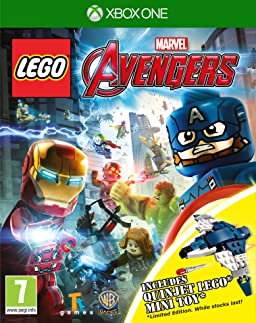 XBOX ONE
LEGO
MARVEL
AVENGERS
INCLUDES
QUINJET LEGO®
MINI TOY*
*Limited Edition. While stocks last!
7
www.pegi.info
T
games
WB
GAMES